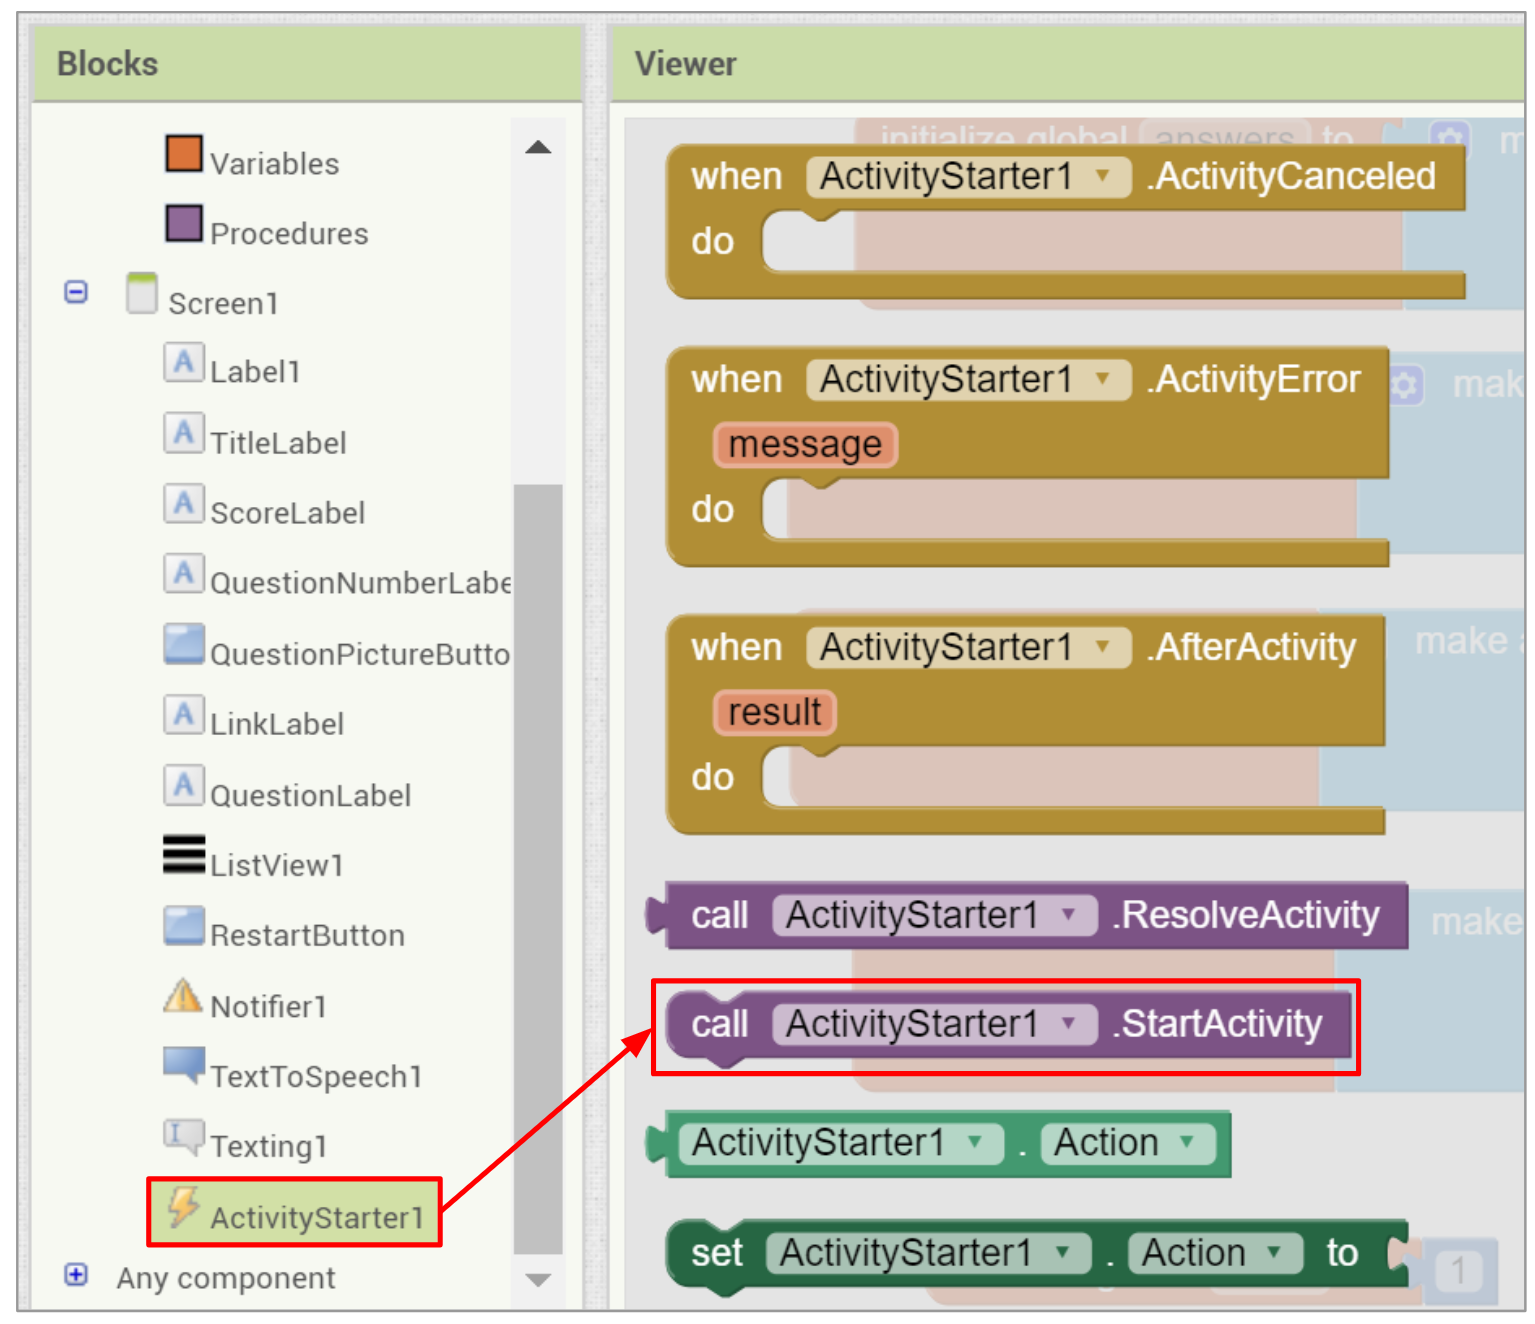 Blocks
Variables
Procedures
Screen1
Label1
TitleLabel
ScoreLabel
QuestionNumberLabe
QuestionPictureButto
LinkLabel
QuestionLabel
ListView1
RestartButton
Notifier1
TextToSpeech1
Texting1
ActivityStarter1
Any component
Viewer
initialize global answers to m
when ActivityStarter1 .ActivityCanceled
do
when ActivityStarter1 .ActivityError
mak
message
do
when ActivityStarter1 .AfterActivity
make a
result
do
call ActivityStarter1 .ResolveActivity
make
call ActivityStarter1 .StartActivity
ActivityStarter1 . Action
set ActivityStarter1 . Action to
1